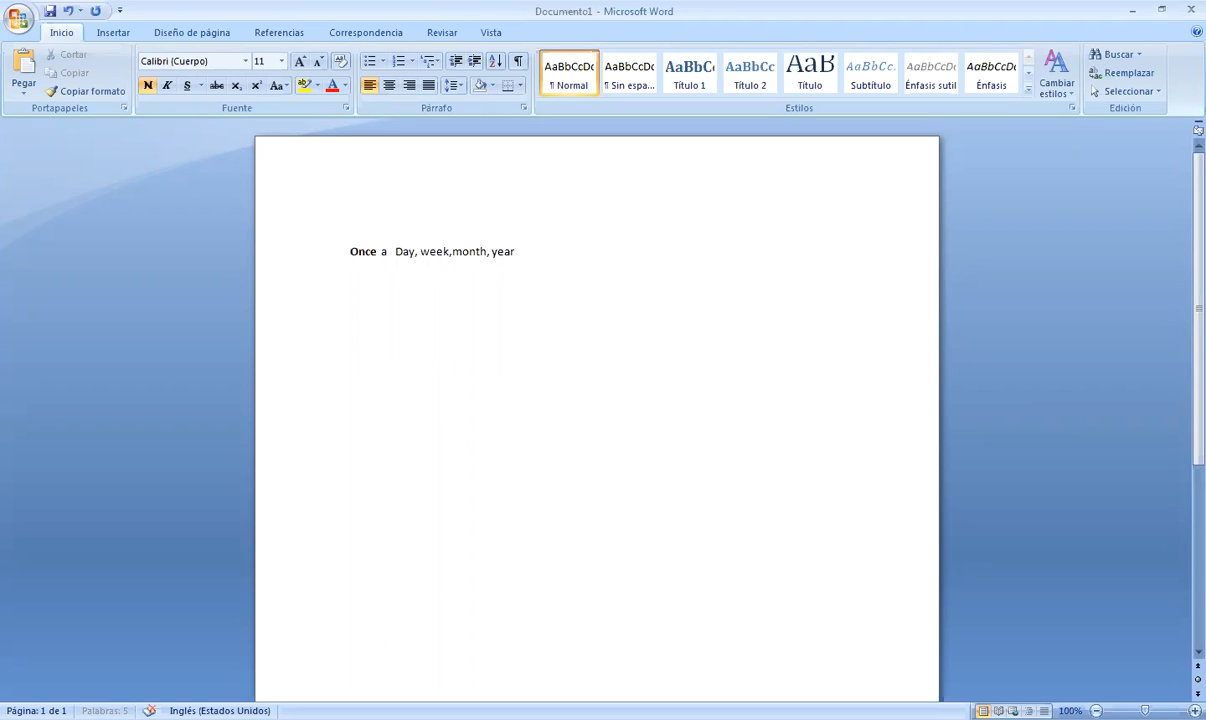 Documento1 - Microsoft Word
Inicio Insertar Diseño de página Referencias Correspondencia Revisar Vista
Pegar Cortar Copiar Copiar formato
Portapapeles
Calibri (Cuerpo) 11
N K S abc x₂ x² Aa A
Fuente
Párrafo
AaBbCcDc AaBbCcDc AaBbC AaBbCc AaB AaBbCc. AaBbCcDc AaBbCcDc
¶ Normal ¶ Sin espa... Título 1 Título 2 Título Subtítulo Énfasis sutil Énfasis
Cambiar estilos
Estilos
Buscar
Reemplazar
Seleccionar
Edición
Once a Day, week,month, year
Página: 1 de 1 Palabras: 5 Inglés (Estados Unidos) 100%